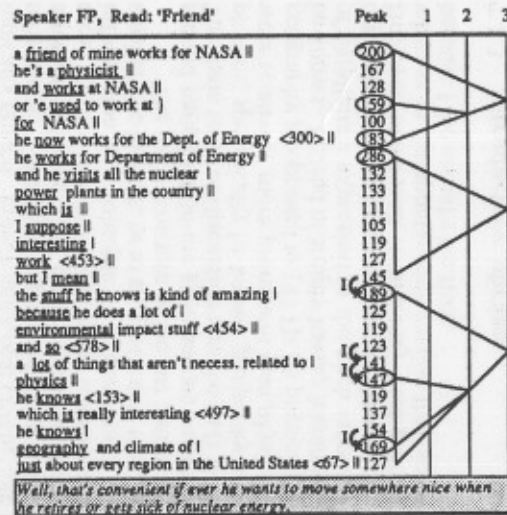 Speaker FP, Read: 'Friend' Peak 1 2 3
a friend of mine works for NASA || 200
he's a physicist || 167
and works at NASA || 128
or 'e used to work at } 159
for NASA || 100
he now works for the Dept. of Energy <300> || 183
he works for Department of Energy || 286
and he visits all the nuclear | 132
power plants in the country || 133
which is || 111
I suppose || 105
interesting | 119
work <453> || 127
but I mean || 145
the stuff he knows is kind of amazing | I 189
because he does a lot of | 125
environmental impact stuff <454> || 119
and so <578> || 123
a lot of things that aren't necess. related to | I 141
physics || I 147
he knows <153> || 119
which is really interesting <497> || 137
he knows | 154
geography and climate of | I 169
just about every region in the United States <67> || 127
Well, that's convenient if ever he wants to move somewhere nice when
he retires or gets sick of nuclear energy.